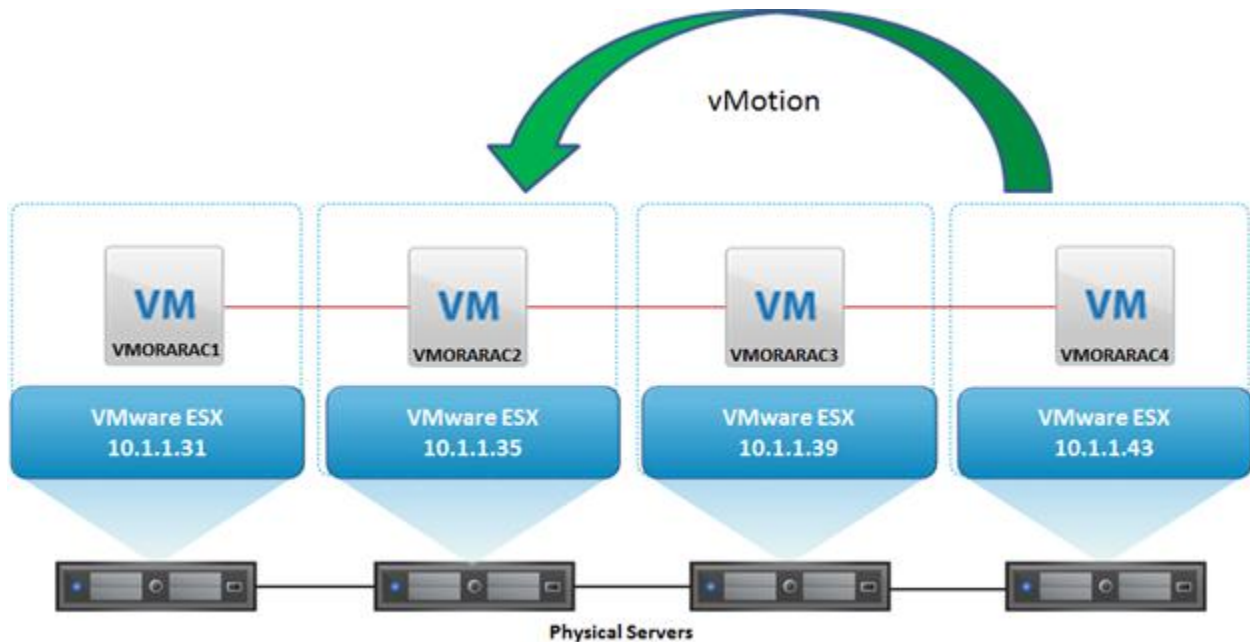 vMotion
VM
VMORARAC1
VM
VMORARAC2
VM
VMORARAC3
VM
VMORARAC4
VMware ESX
10.1.1.31
VMware ESX
10.1.1.35
VMware ESX
10.1.1.39
VMware ESX
10.1.1.43
Physical Servers